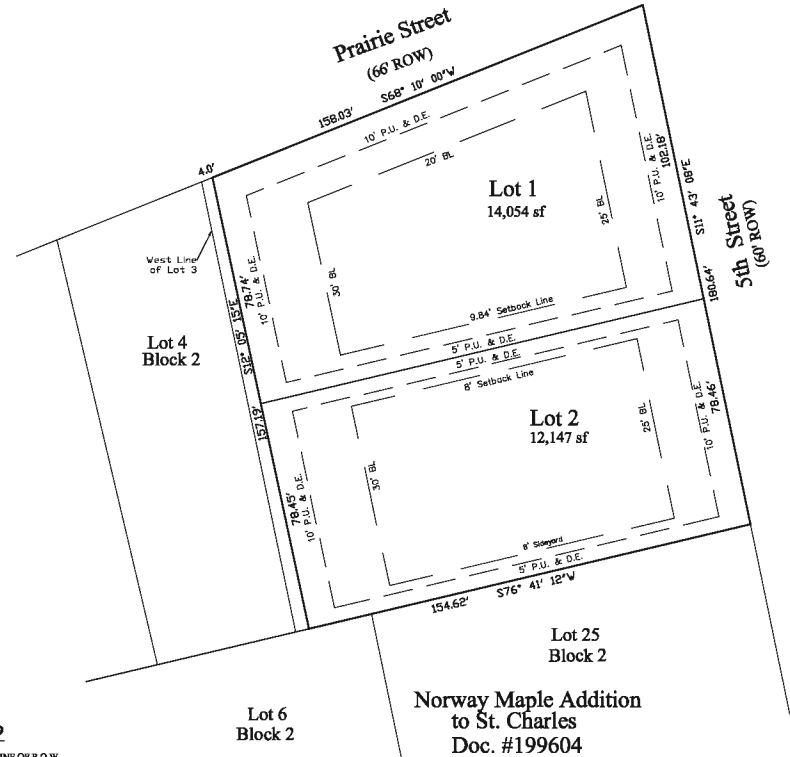 Prairie Street
(66' ROW)
158.03' S68° 10' 00"W
10' P.U. & D.E.
20' BL
4.0'
Lot 1
14,054 sf
25' BL
10' P.U. & D.E.
102.18'
S11° 43' 08"E
180.64'
5th Street
(60' ROW)
West Line
of Lot 3
30' BL
10' P.U. & D.E.
78.74'
S12° 05' 15"E
157.19'
9.84' Setback Line
5' P.U. & D.E.
5' P.U. & D.E.
8' Setback Line
Lot 4
Block 2
Lot 2
12,147 sf
25' BL
10' P.U. & D.E.
78.46'
30' BL
78.45'
10' P.U. & D.E.
8' Sideyard
5' P.U. & D.E.
154.62' S76° 41' 12"W
Lot 25
Block 2
Lot 6
Block 2
Norway Maple Addition
to St. Charles
Doc. #199604